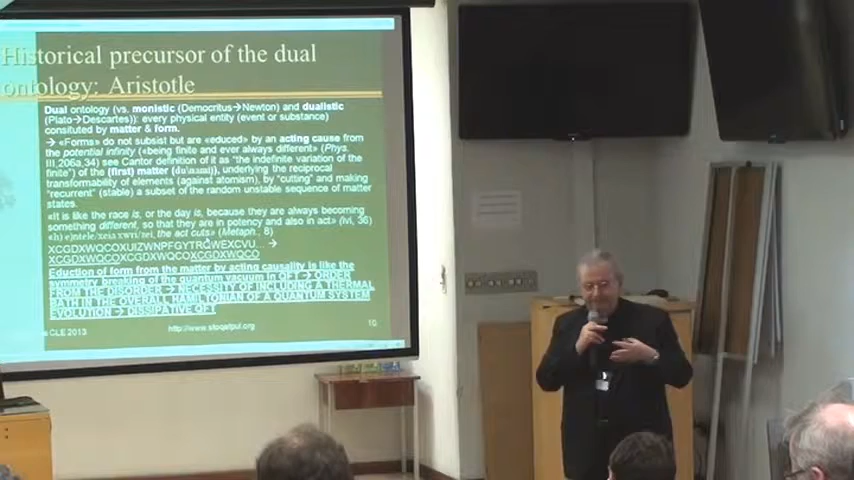 Historical precursor of the dual
ontology: Aristotle
Dual ontology (vs. monistic (Democritus→Newton) and dualistic
(Plato→Descartes)): every physical entity (event or substance)
consituted by matter & form.
→ «Forms» do not subsist but are «educed» by an acting cause from
the potential infinity («being finite and ever always different» (Phys.
III,206a,34) see Cantor definition of it as "the indefinite variation of the
finite") of the (first) matter underlying the reciprocal
transformability of elements (against atomism), by "cutting" and making
"recurrent" (stable) a subset of the random unstable sequence of matter
states.
«It is like the race is, or the day is, because they are always becoming
something different, so that they are in potency and also in act» (Ivi, 36)
the act cuts» (Metaph., 8)
XCGDXWQCOXUIZWNPFGYTRQWEXCVU... →
XCGDXWQCOXCGDXWQCOXCGDXWQCO
Eduction of form from the matter by acting causality is like the
symmetry breaking of the quantum vacuum in QFT → ORDER
FROM THE DISORDER → NECESSITY OF INCLUDING A THERMAL
BATH IN THE OVERALL HAMILTONIAN OF A QUANTUM SYSTEM
EVOLUTION → DISSIPATIVE QFT
CLE 2013
http://www.stoqatpul.org
10